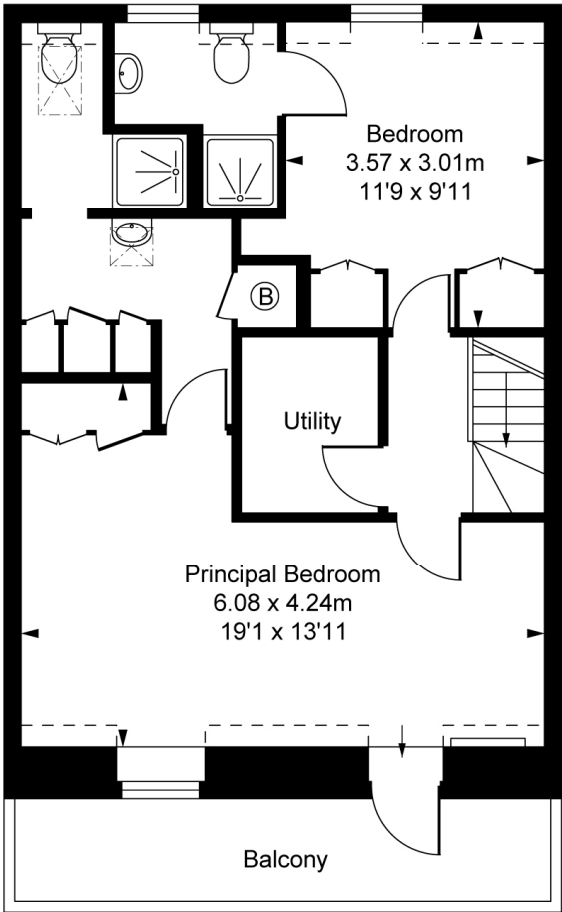 Bedroom
3.57 x 3.01m
11'9 x 9'11
B
Utility
Principal Bedroom
6.08 x 4.24m
19'1 x 13'11
Balcony